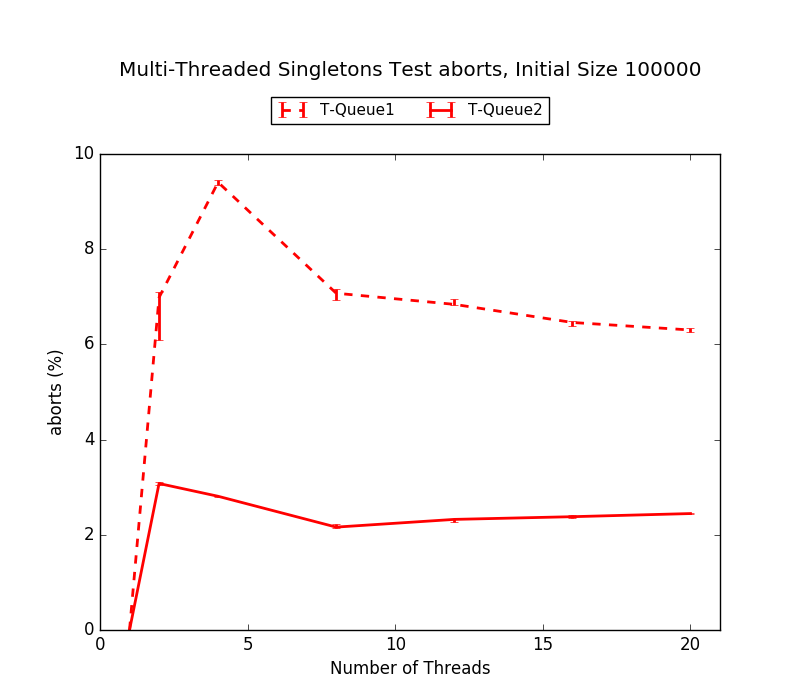 Multi-Threaded Singletons Test aborts, Initial Size 100000
T-Queue1 T-Queue2
10
8
6
4
2
0
aborts (%)
0 5 10 15 20
Number of Threads